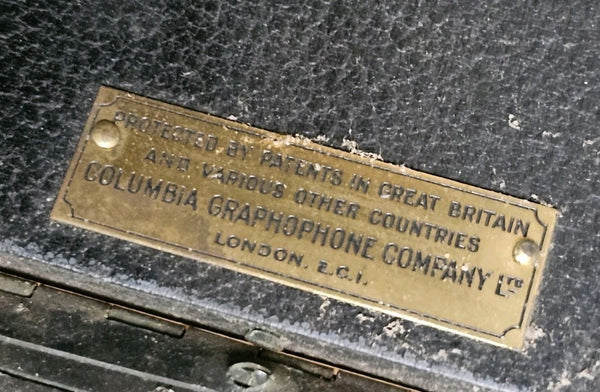 PROTECTED BY PATENTS IN GREAT BRITAIN
AND VARIOUS OTHER COUNTRIES
COLUMBIA GRAPHOPHONE COMPANY LTD
LONDON. E.C.1.